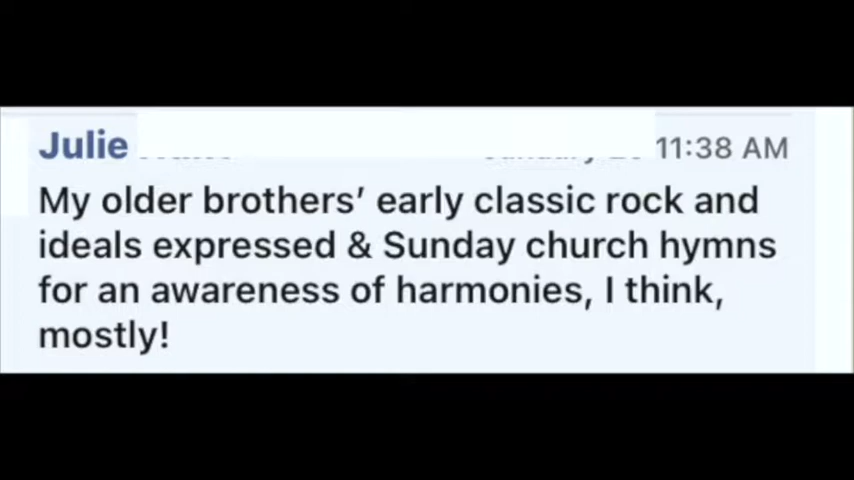 Julie 11:38 AM
My older brothers’ early classic rock and
ideals expressed & Sunday church hymns
for an awareness of harmonies, I think,
mostly!